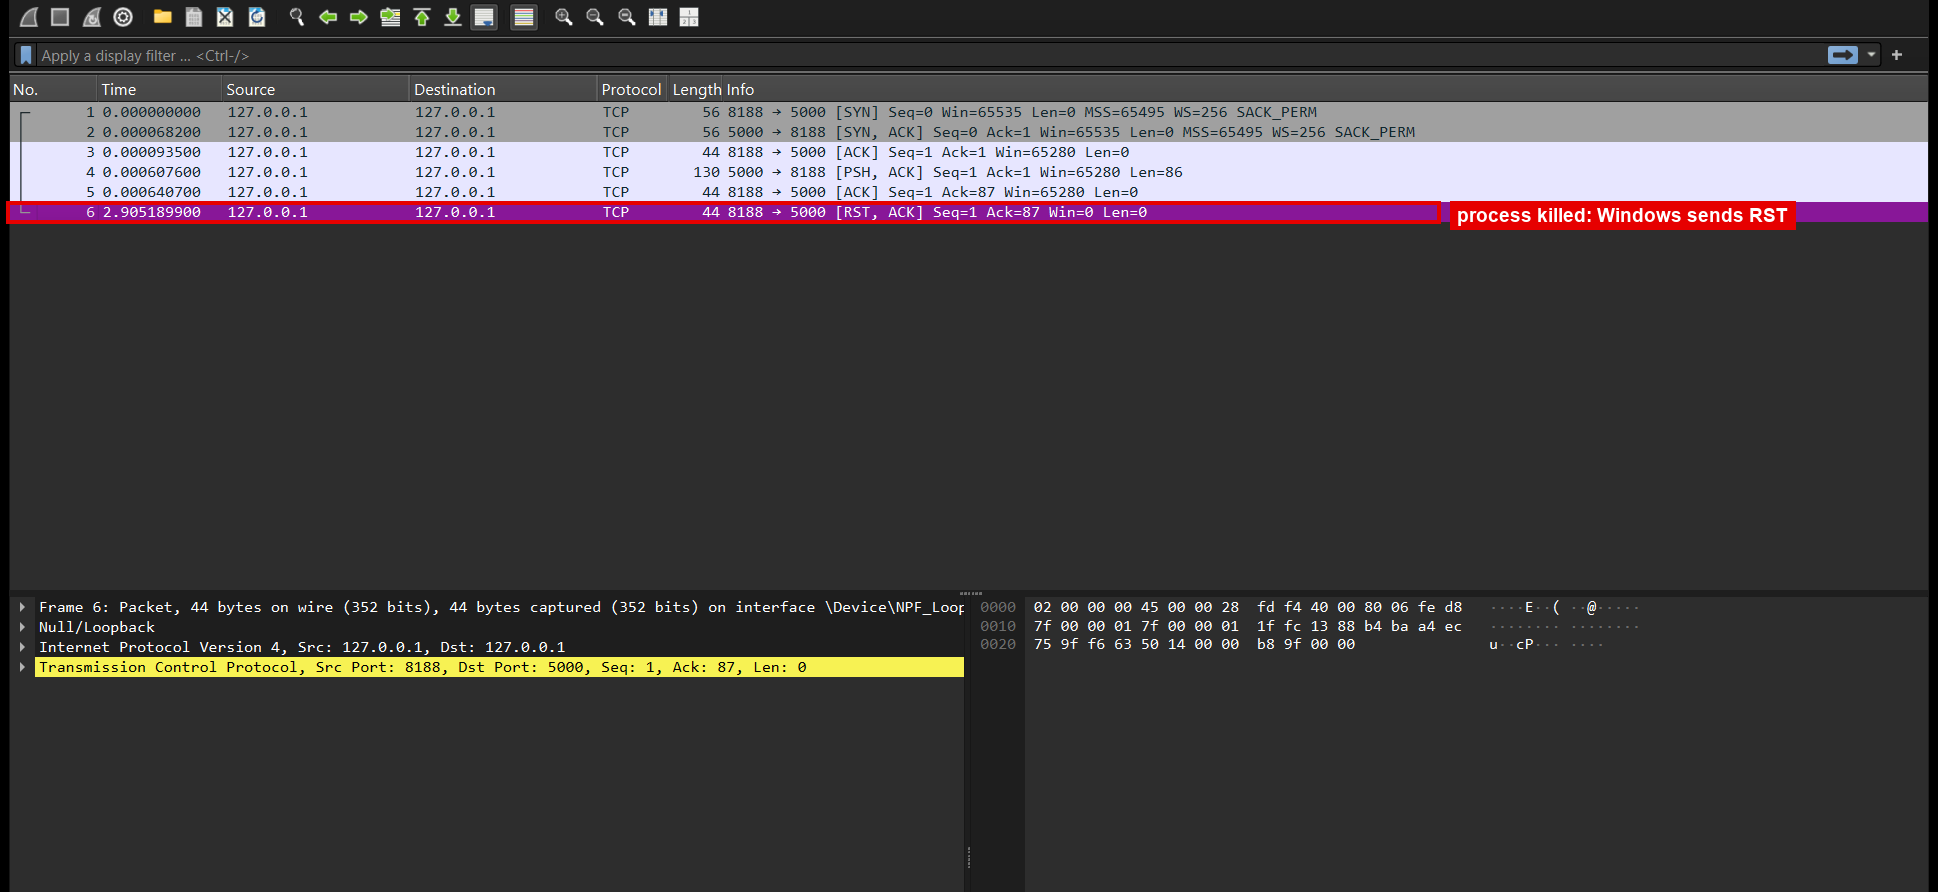 Apply a display filter ... <Ctrl-/>
No. Time Source Destination Protocol Length Info
1 0.000000000 127.0.0.1 127.0.0.1 TCP 56 8188 → 5000 [SYN] Seq=0 Win=65535 Len=0 MSS=65495 WS=256 SACK_PERM
2 0.000068200 127.0.0.1 127.0.0.1 TCP 56 5000 → 8188 [SYN, ACK] Seq=0 Ack=1 Win=65535 Len=0 MSS=65495 WS=256 SACK_PERM
3 0.000093500 127.0.0.1 127.0.0.1 TCP 44 8188 → 5000 [ACK] Seq=1 Ack=1 Win=65280 Len=0
4 0.000607600 127.0.0.1 127.0.0.1 TCP 130 5000 → 8188 [PSH, ACK] Seq=1 Ack=1 Win=65280 Len=86
5 0.000640700 127.0.0.1 127.0.0.1 TCP 44 8188 → 5000 [ACK] Seq=1 Ack=87 Win=65280 Len=0
6 2.905189900 127.0.0.1 127.0.0.1 TCP 44 8188 → 5000 [RST, ACK] Seq=1 Ack=87 Win=0 Len=0
process killed: Windows sends RST
Frame 6: Packet, 44 bytes on wire (352 bits), 44 bytes captured (352 bits) on interface \Device\NPF_Loop
Null/Loopback
Internet Protocol Version 4, Src: 127.0.0.1, Dst: 127.0.0.1
Transmission Control Protocol, Src Port: 8188, Dst Port: 5000, Seq: 1, Ack: 87, Len: 0
0000 02 00 00 00 45 00 00 28 fd f4 40 00 80 06 fe d8 ····E··( ··@·····
0010 7f 00 00 01 7f 00 00 01 1f fc 13 88 b4 ba a4 ec ········ ········
0020 75 9f f6 63 50 14 00 00 b8 9f 00 00 u··cP··· ····